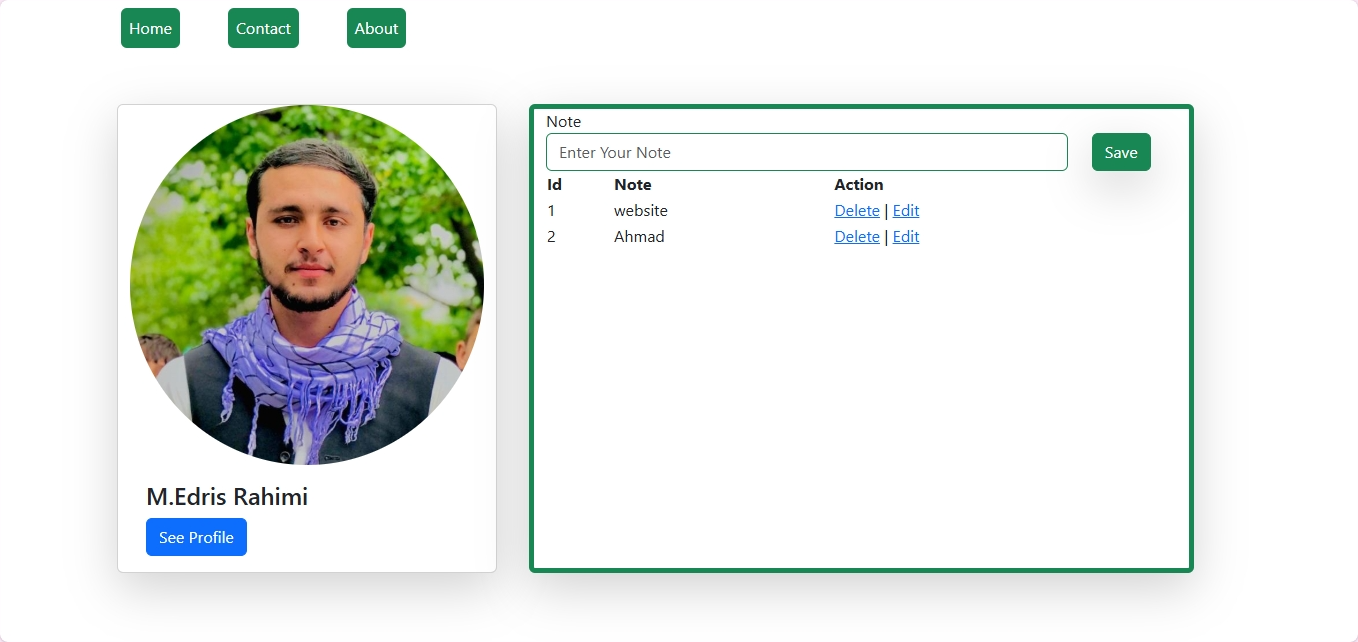 Home Contact About
M.Edris Rahimi
See Profile
Note
Enter Your Note Save
Id Note Action
1 website Delete | Edit
2 Ahmad Delete | Edit